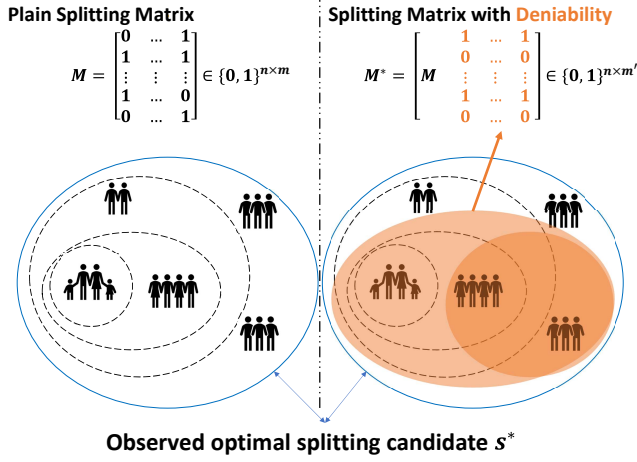 Plain Splitting Matrix
M = [0 … 1
1 … 1
⋮ ⋮ ⋮
1 … 0
0 … 1] ∈ {0, 1}^{n×m}
Splitting Matrix with Deniability
M* = [M 1 … 1
0 … 0
⋮ ⋮ ⋮
1 … 1
0 … 0] ∈ {0, 1}^{n×m′}
Observed optimal splitting candidate s*